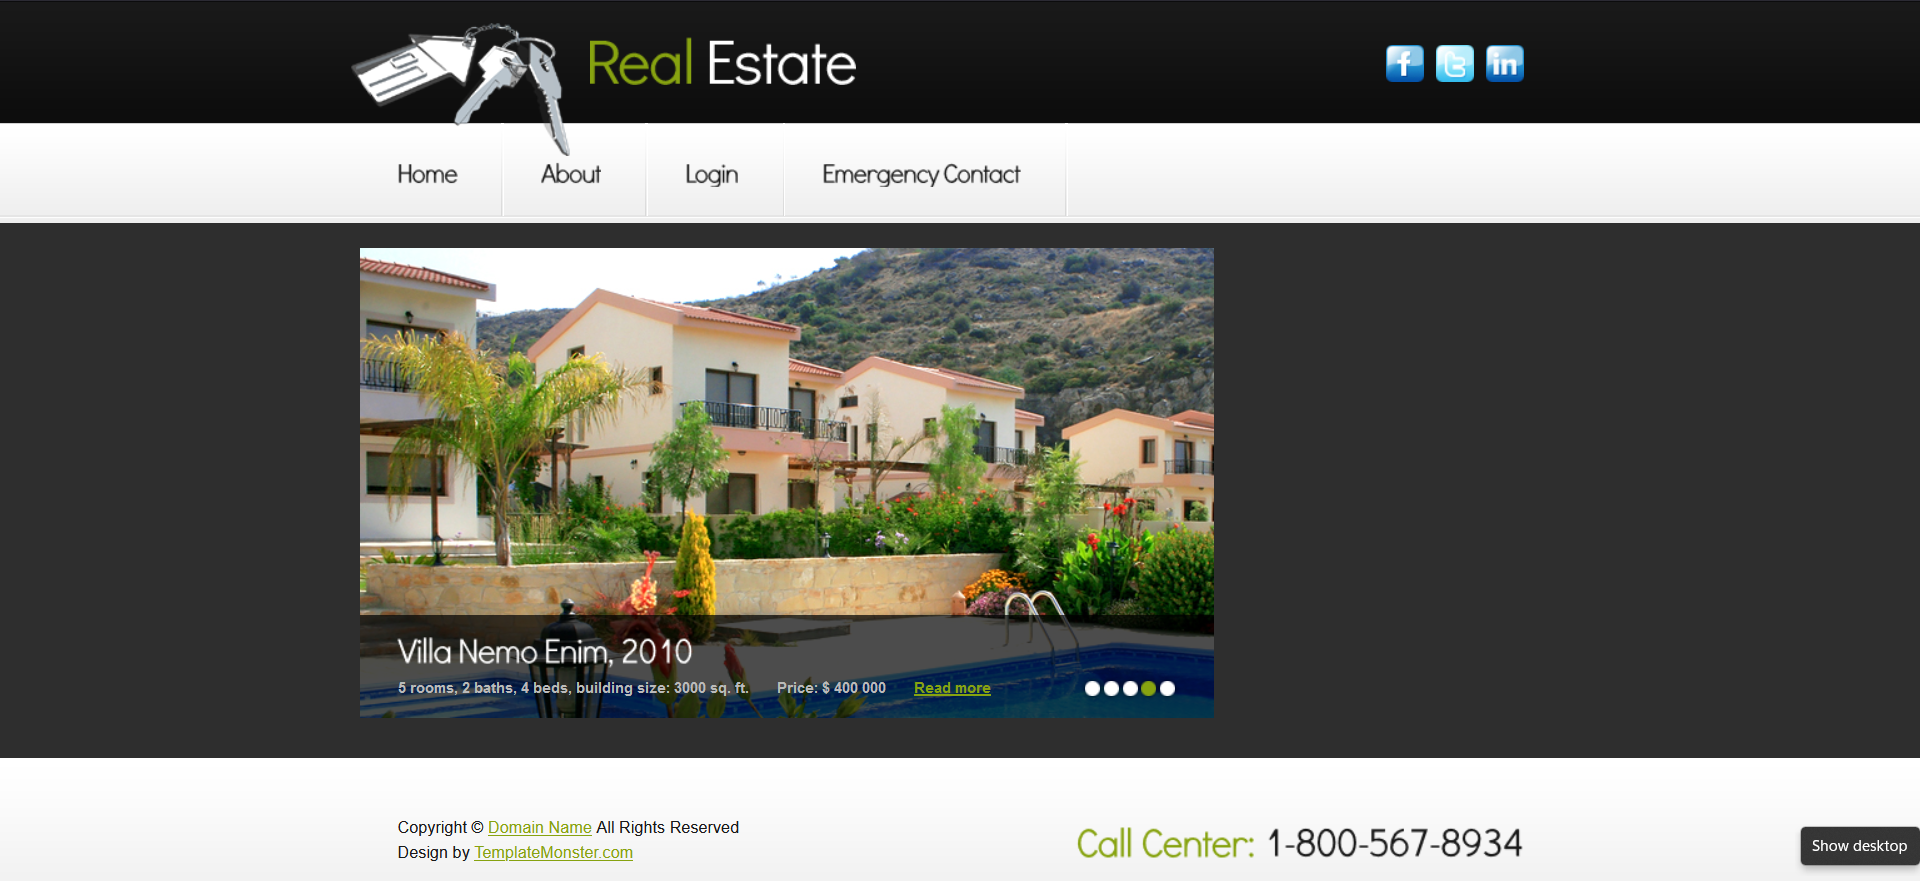 Real Estate
Home
About
Login
Emergency Contact
Villa Nemo Enim, 2010
5 rooms, 2 baths, 4 beds, building size: 3000 sq. ft. Price: $ 400 000 Read more
Copyright © Domain Name All Rights Reserved
Design by TemplateMonster.com
Call Center: 1-800-567-8934
Show desktop